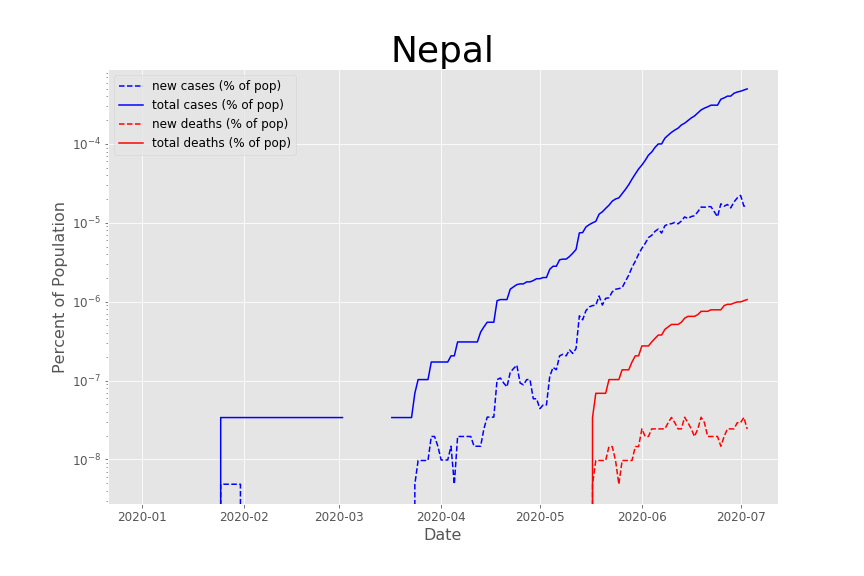 Nepal
new cases (% of pop)
total cases (% of pop)
new deaths (% of pop)
total deaths (% of pop)
Percent of Population
10⁻⁴
10⁻⁵
10⁻⁶
10⁻⁷
10⁻⁸
2020-01 2020-02 2020-03 2020-04 2020-05 2020-06 2020-07
Date